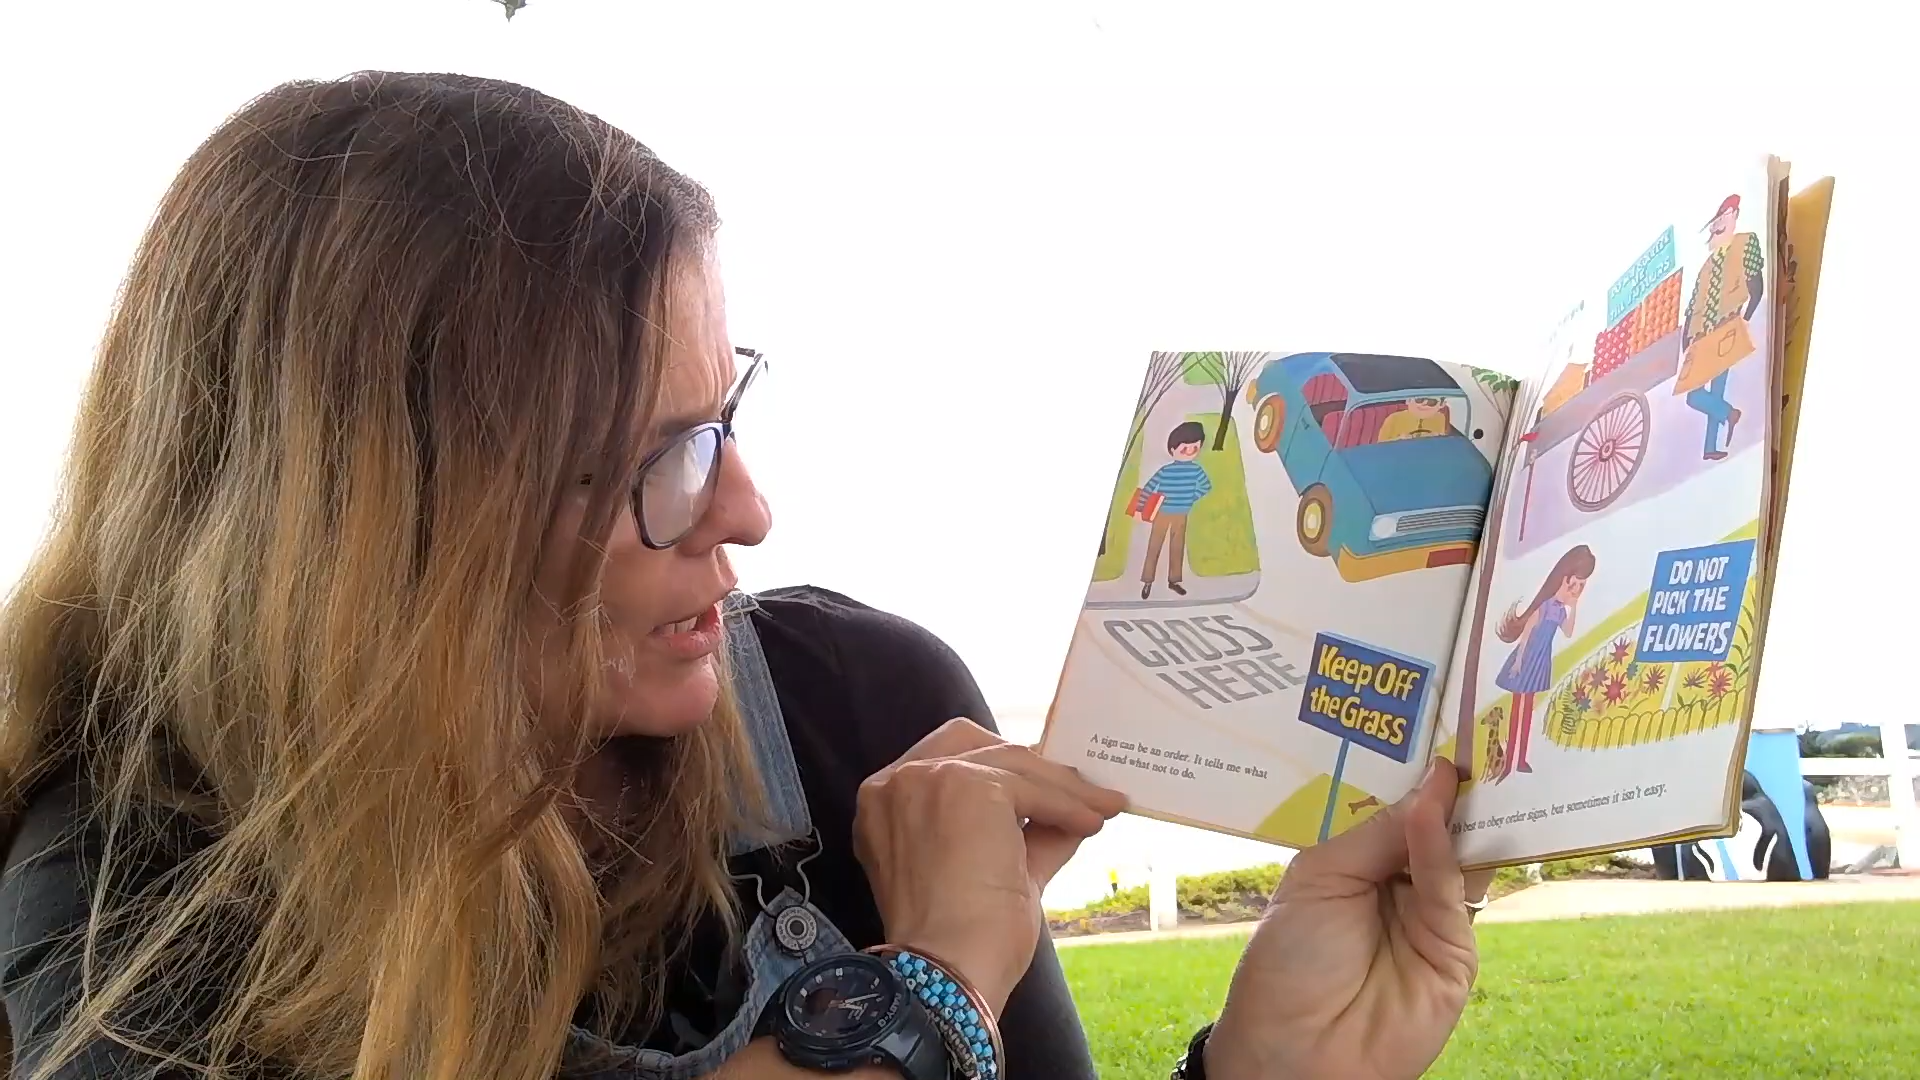 CROSS
HERE
Keep Off
the Grass
A sign can be an order. It tells me what
to do and what not to do.
DO NOT
PICK THE
FLOWERS
It's best to obey order signs, but sometimes it isn't easy.